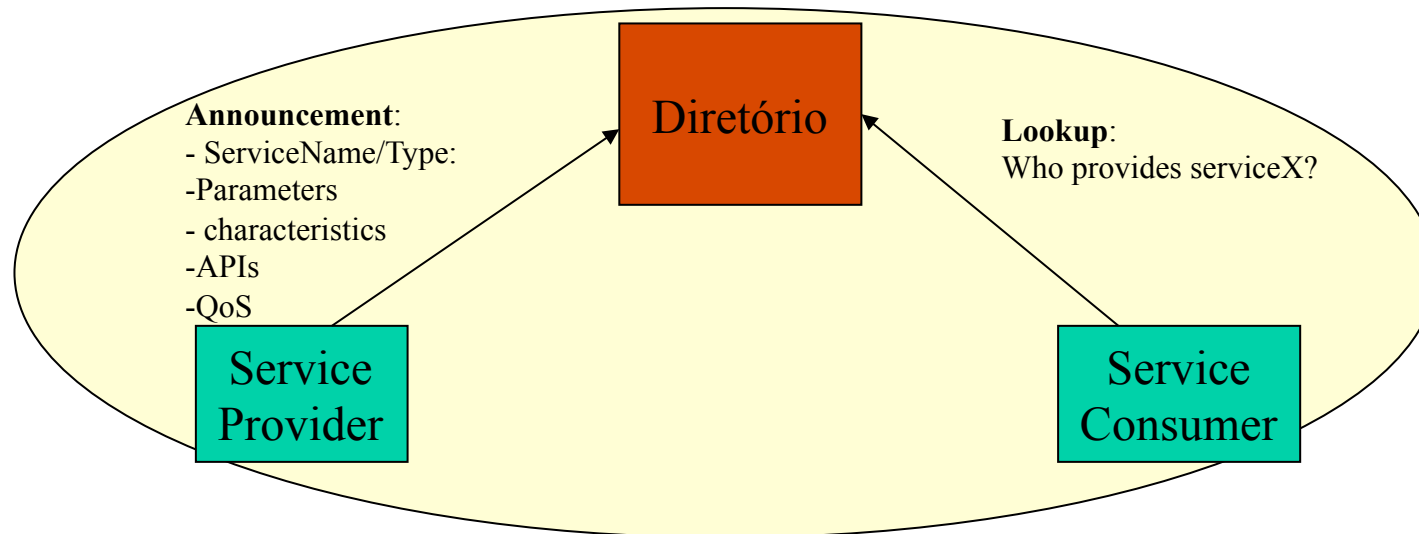 Diretório
Announcement:
- ServiceName/Type:
-Parameters
- characteristics
-APIs
-QoS
Lookup:
Who provides serviceX?
Service
Provider
Service
Consumer